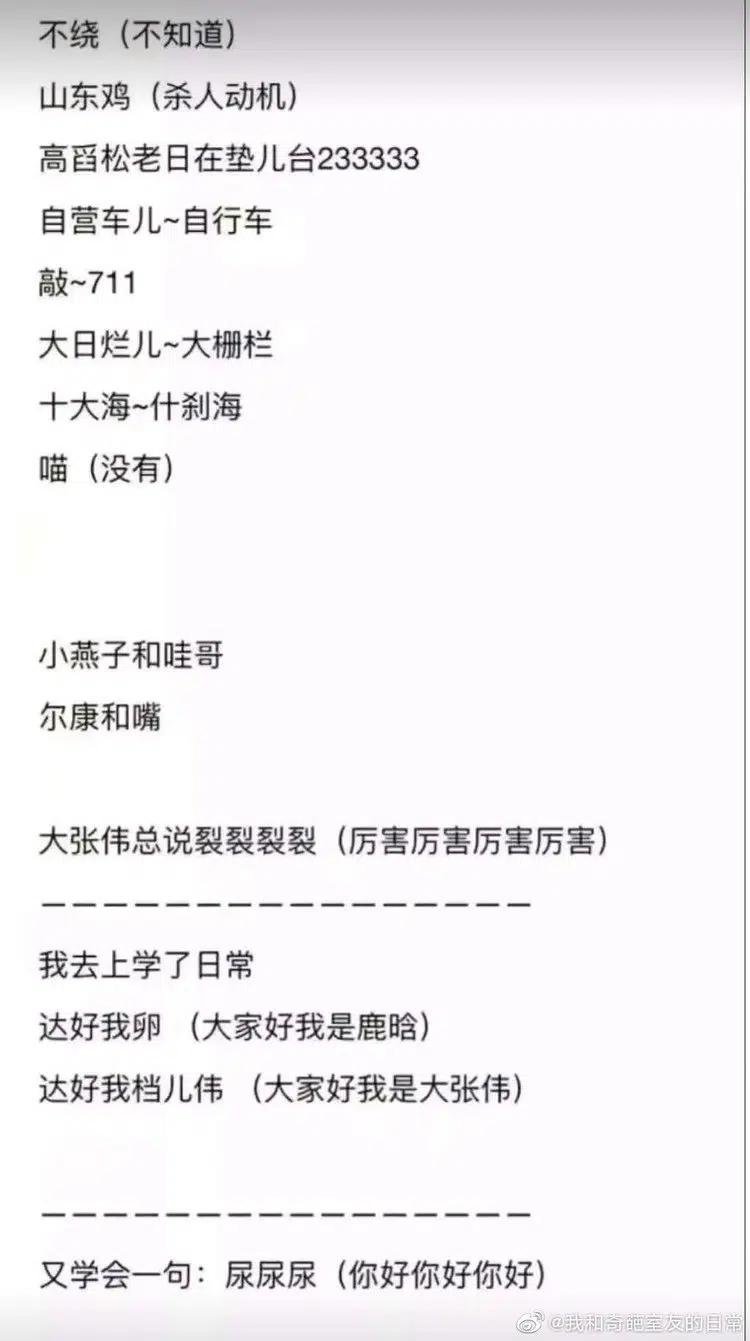 不绕（不知道）
山东鸡（杀人动机）
高舀松老日在垫儿台233333
自营车儿~自行车
敲~711
大日烂儿~大栅栏
十大海~什刹海
喵（没有）
小燕子和哇哥
尔康和嘴
大张伟总说裂裂裂裂（厉害厉害厉害厉害）
————————————————
我去上学了日常
达好我卵 （大家好我是鹿晗）
达好我档儿伟 （大家好我是大张伟）
————————————————
又学会一句：尿尿尿（你好你好你好）
@我和奇葩室友的日常